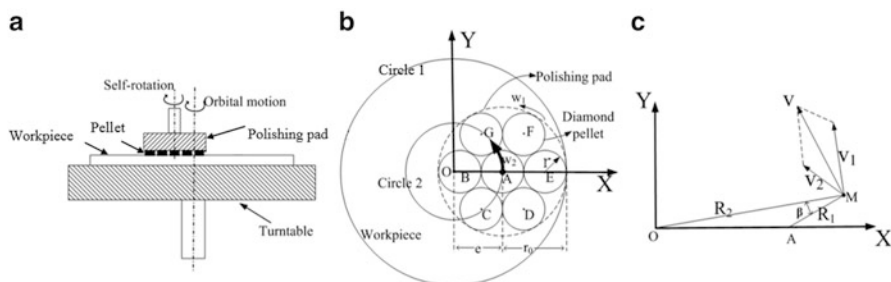 a
Self-rotation
Orbital motion
Workpiece
Pellet
Polishing pad
Turntable
b
Y
Circle 1
Polishing pad
w₁
Diamond
pellet
G
F
w₂
r
O
B
A
E
X
Circle 2
C
D
Workpiece
e
r₀
c
Y
V
V₁
V₂
M
R₂
β
R₁
O
A
X